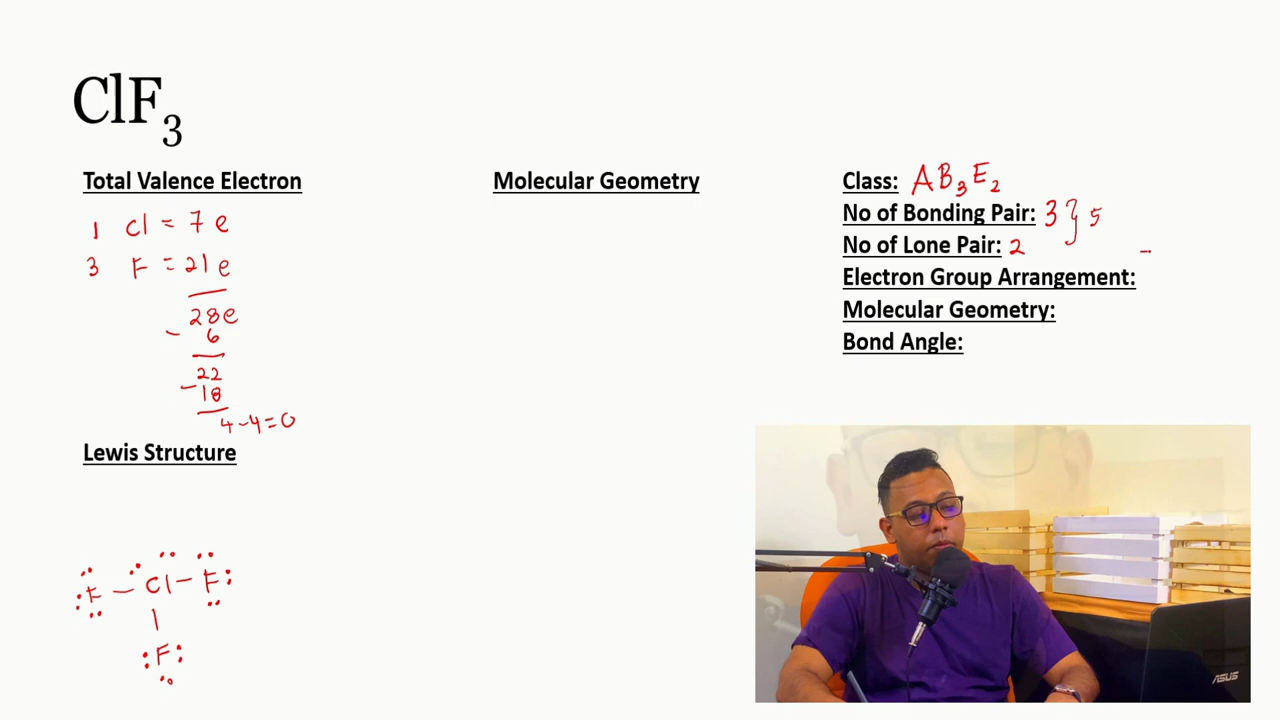 ClF3
Total Valence Electron
1 Cl = 7e
3 F = 21e
28e
- 6
22
- 18
4 - 4 = 0
Lewis Structure
F - Cl - F
|
F
Molecular Geometry
Class: AB3E2
No of Bonding Pair: 3 } 5
No of Lone Pair: 2
Electron Group Arrangement:
Molecular Geometry:
Bond Angle:
ASUS